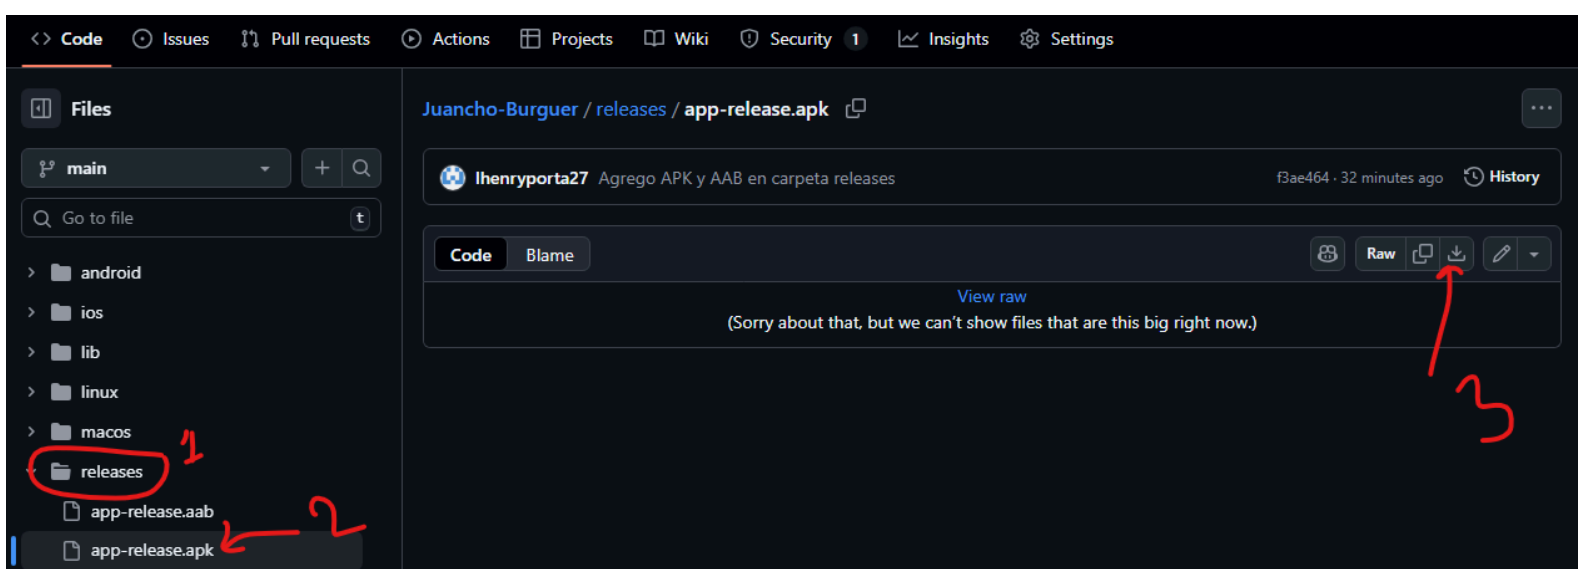 Code Issues Pull requests Actions Projects Wiki Security 1 Insights Settings
Files
Juancho-Burguer / releases / app-release.apk
main
lhenryporta27 Agrego APK y AAB en carpeta releases f3ae464 · 32 minutes ago History
Go to file t
Code Blame Raw
android
View raw
ios
(Sorry about that, but we can't show files that are this big right now.)
lib
linux
3
macos
1
releases
app-release.aab
2
app-release.apk